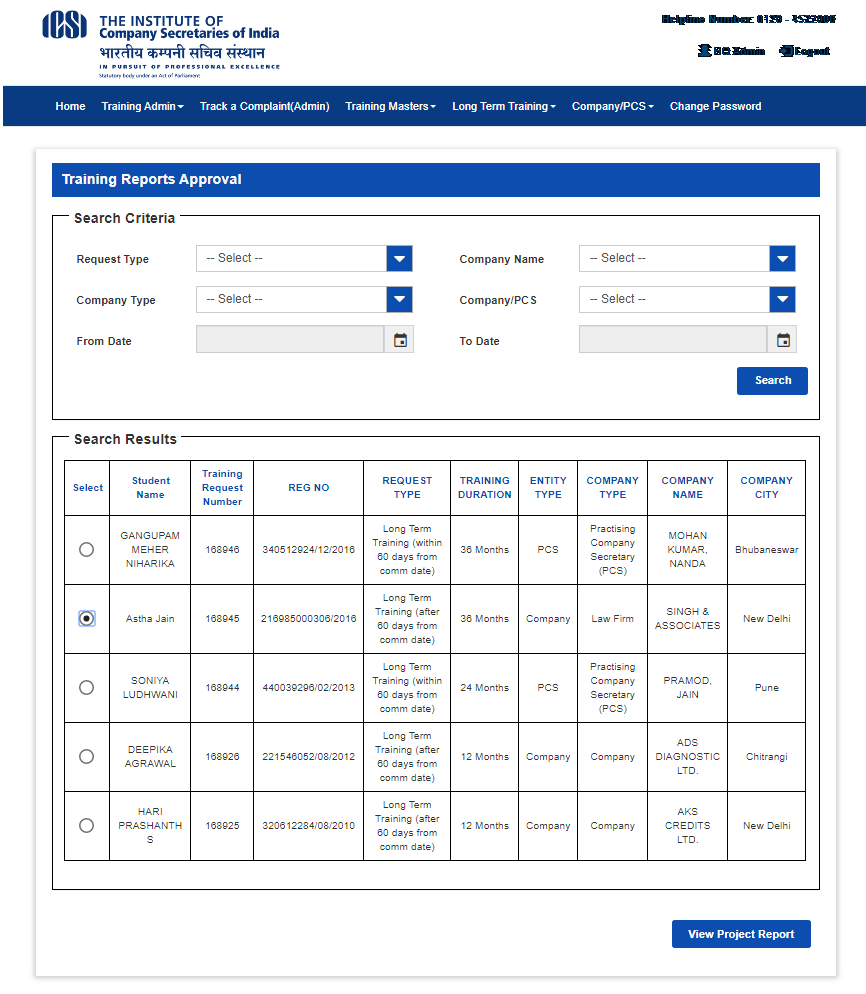 ICSI
THE INSTITUTE OF
Company Secretaries of India
भारतीय कम्पनी सचिव संस्थान
IN PURSUIT OF PROFESSIONAL EXCELLENCE
Statutory body under an Act of Parliament
Helpline Number: 0120 -
HQ Admin Logout
Home Training Admin Track a Complaint(Admin) Training Masters Long Term Training Company/PCS Change Password
Training Reports Approval
Search Criteria
Request Type -- Select -- Company Name -- Select --
Company Type -- Select -- Company/PCS -- Select --
From Date To Date
Search
Search Results
Select Student Name Training Request Number REG NO REQUEST TYPE TRAINING DURATION ENTITY TYPE COMPANY TYPE COMPANY NAME COMPANY CITY
GANGUPAM MEHER NIHARIKA 168946 340512924/12/2016 Long Term Training (within 60 days from comm date) 36 Months PCS Practising Company Secretary (PCS) MOHAN KUMAR, NANDA Bhubaneswar
Astha Jain 168945 216985000306/2016 Long Term Training (after 60 days from comm date) 36 Months Company Law Firm SINGH & ASSOCIATES New Delhi
SONIYA LUDHWANI 168944 440039296/02/2013 Long Term Training (within 60 days from comm date) 24 Months PCS Practising Company Secretary (PCS) PRAMOD, JAIN Pune
DEEPIKA AGRAWAL 168926 221546052/08/2012 Long Term Training (after 60 days from comm date) 12 Months Company Company ADS DIAGNOSTIC LTD. Chitrangi
HARI PRASHANTH S 168925 320612284/08/2010 Long Term Training (after 60 days from comm date) 12 Months Company Company AKS CREDITS LTD. New Delhi
View Project Report